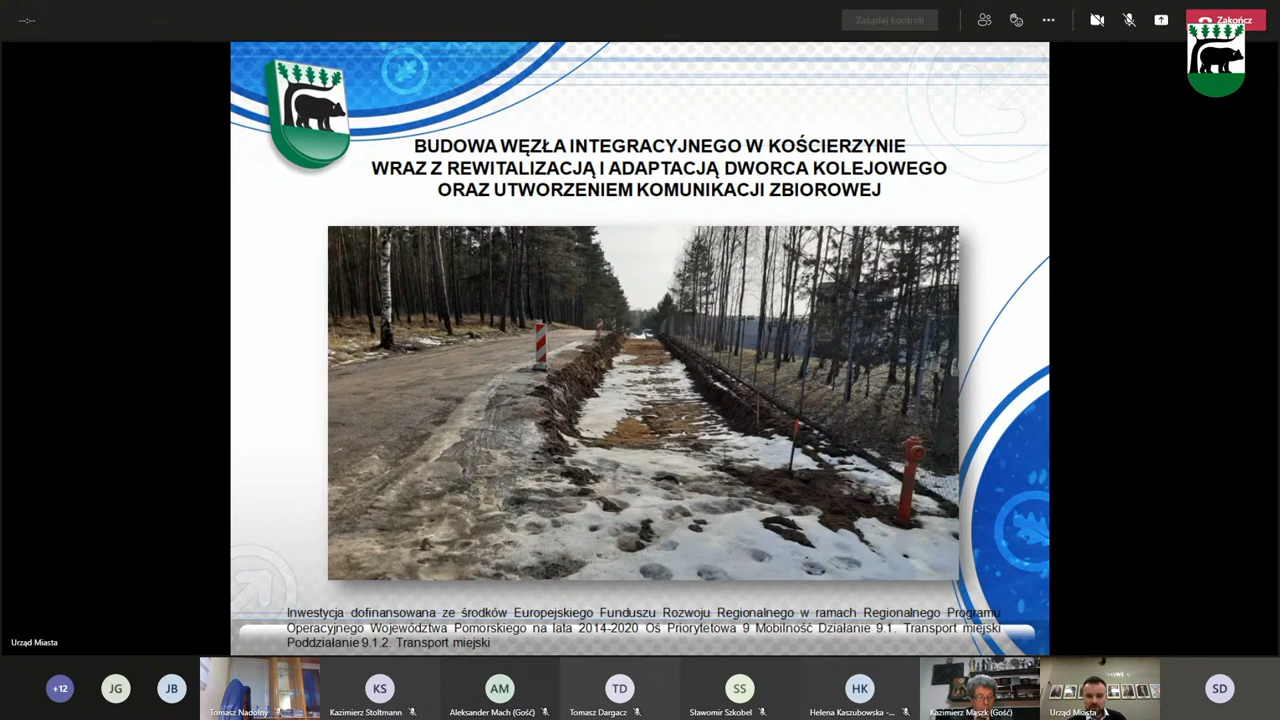 --:--
Zażądaj kontroli
Zakończ
BUDOWA WĘZŁA INTEGRACYJNEGO W KOŚCIERZYNIE
WRAZ Z REWITALIZACJĄ I ADAPTACJĄ DWORCA KOLEJOWEGO
ORAZ UTWORZENIEM KOMUNIKACJI ZBIOROWEJ
Inwestycja dofinansowana ze środków Europejskiego Funduszu Rozwoju Regionalnego w ramach Regionalnego Programu
Operacyjnego Województwa Pomorskiego na lata 2014-2020 Oś Priorytetowa 9 Mobilność Działanie 9.1. Transport miejski
Poddziałanie 9.1.2. Transport miejski
Urząd Miasta
+12
JG
JB
Tomasz Nadolny
KS
Kazimierz Stoltmann
AM
Aleksander Mach (Gość)
TD
Tomasz Dargacz
SS
Sławomir Szkobel
HK
Helena Kaszubowska -...
Kazimierz Maszk (Gość)
Urząd Miasta
SD